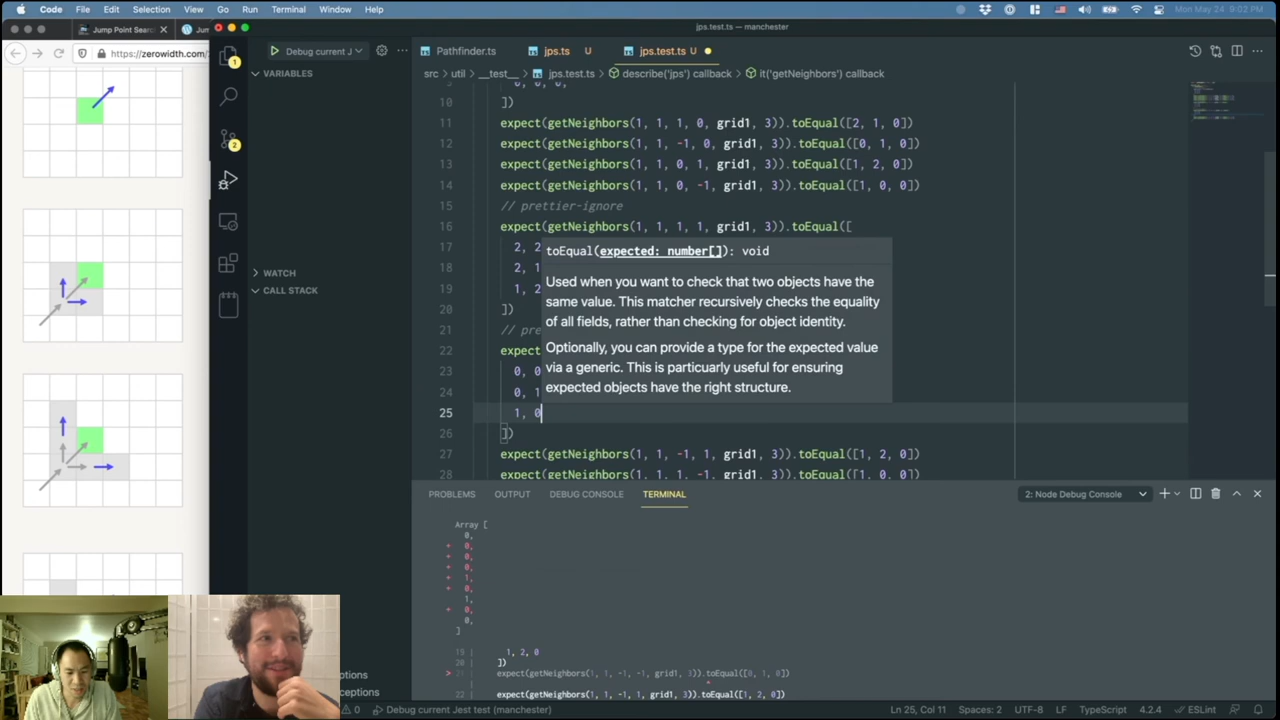 Code File Edit Selection View Go Run Terminal Window Help
Mon May 24 9:02 PM
jps.test.ts — manchester
Jump Point Sear
Jum
https://zerowidth.com/
Debug current J
VARIABLES
WATCH
CALL STACK
Pathfinder.ts
jps.ts U
jps.test.ts U
src > util > __test__ > jps.test.ts > describe('jps') callback > it('getNeighbors') callback
9 0, 0, 0,
10 ])
11 expect(getNeighbors(1, 1, 1, 0, grid1, 3)).toEqual([2, 1, 0])
12 expect(getNeighbors(1, 1, -1, 0, grid1, 3)).toEqual([0, 1, 0])
13 expect(getNeighbors(1, 1, 0, 1, grid1, 3)).toEqual([1, 2, 0])
14 expect(getNeighbors(1, 1, 0, -1, grid1, 3)).toEqual([1, 0, 0])
15 // prettier-ignore
16 expect(getNeighbors(1, 1, 1, 1, grid1, 3)).toEqual([
17 2, 2
18 2, 1
19 1, 2
20 ])
21 // pre
22 expect
23 0, 0
24 0, 1
25 1, 0
26 ])
27 expect(getNeighbors(1, 1, -1, 1, grid1, 3)).toEqual([1, 2, 0])
28 expect(getNeighbors(1, 1, 1, -1, grid1, 3)).toEqual([1, 0, 0])
toEqual(expected: number[]): void
Used when you want to check that two objects have the
same value. This matcher recursively checks the equality
of all fields, rather than checking for object identity.
Optionally, you can provide a type for the expected value
via a generic. This is particuarly useful for ensuring
expected objects have the right structure.
PROBLEMS OUTPUT DEBUG CONSOLE TERMINAL
2: Node Debug Console
Array [
0,
+ 0,
+ 0,
+ 0,
+ 1,
+ 0,
1,
+ 0,
0,
]
19 | 1, 2, 0
20 | ])
> 21 | expect(getNeighbors(1, 1, -1, -1, grid1, 3)).toEqual([0, 1, 0])
| ^
22 | expect(getNeighbors(1, 1, -1, 1, grid1, 3)).toEqual([1, 2, 0])
ptions
xceptions
0 Debug current Jest test (manchester)
Ln 25, Col 11 Spaces: 2 UTF-8 LF TypeScript 4.2.4 ESLint